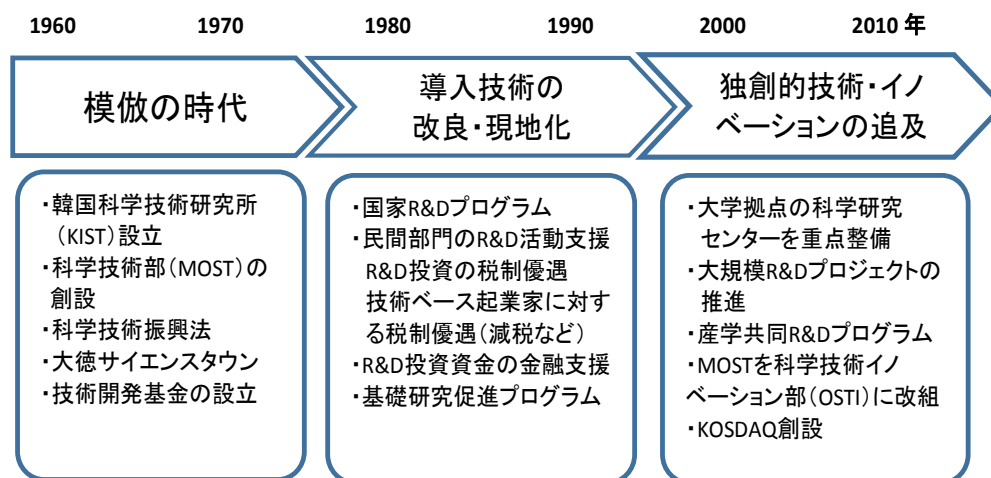 1960 1970 1980 1990 2000 2010 年
模倣の時代
導入技術の
改良・現地化
独創的技術・イノ
ベーションの追及
・韓国科学技術研究所
(KIST)設立
・科学技術部(MOST)の
創設
・科学技術振興法
・大徳サイエンスタウン
・技術開発基金の設立
・国家R&Dプログラム
・民間部門のR&D活動支援
R&D投資の税制優遇
技術ベース起業家に対す
る税制優遇(減税など)
・R&D投資資金の金融支援
・基礎研究促進プログラム
・大学拠点の科学研究
センターを重点整備
・大規模R&Dプロジェクトの
推進
・産学共同R&Dプログラム
・MOSTを科学技術イノ
ベーション部(OSTI)に改組
・KOSDAQ創設